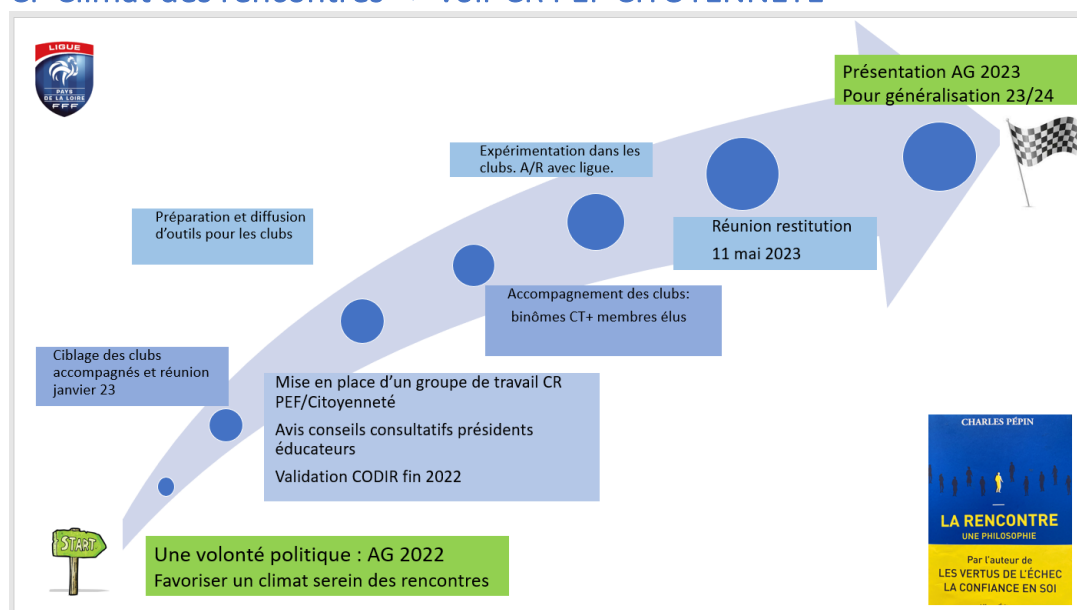 LIGUE
PAYS
DE LA LOIRE
FFF
Présentation AG 2023
Pour généralisation 23/24
Expérimentation dans les
clubs. A/R avec ligue.
Préparation et diffusion
d’outils pour les clubs
Réunion restitution
11 mai 2023
Accompagnement des clubs:
binômes CT+ membres élus
Ciblage des clubs
accompagnés et réunion
janvier 23
Mise en place d’un groupe de travail CR
PEF/Citoyenneté
Avis conseils consultatifs présidents
éducateurs
Validation CODIR fin 2022
START
Une volonté politique : AG 2022
Favoriser un climat serein des rencontres
CHARLES PÉPIN
LA RENCONTRE
UNE PHILOSOPHIE
Par l’auteur de
LES VERTUS DE L’ÉCHEC
LA CONFIANCE EN SOI